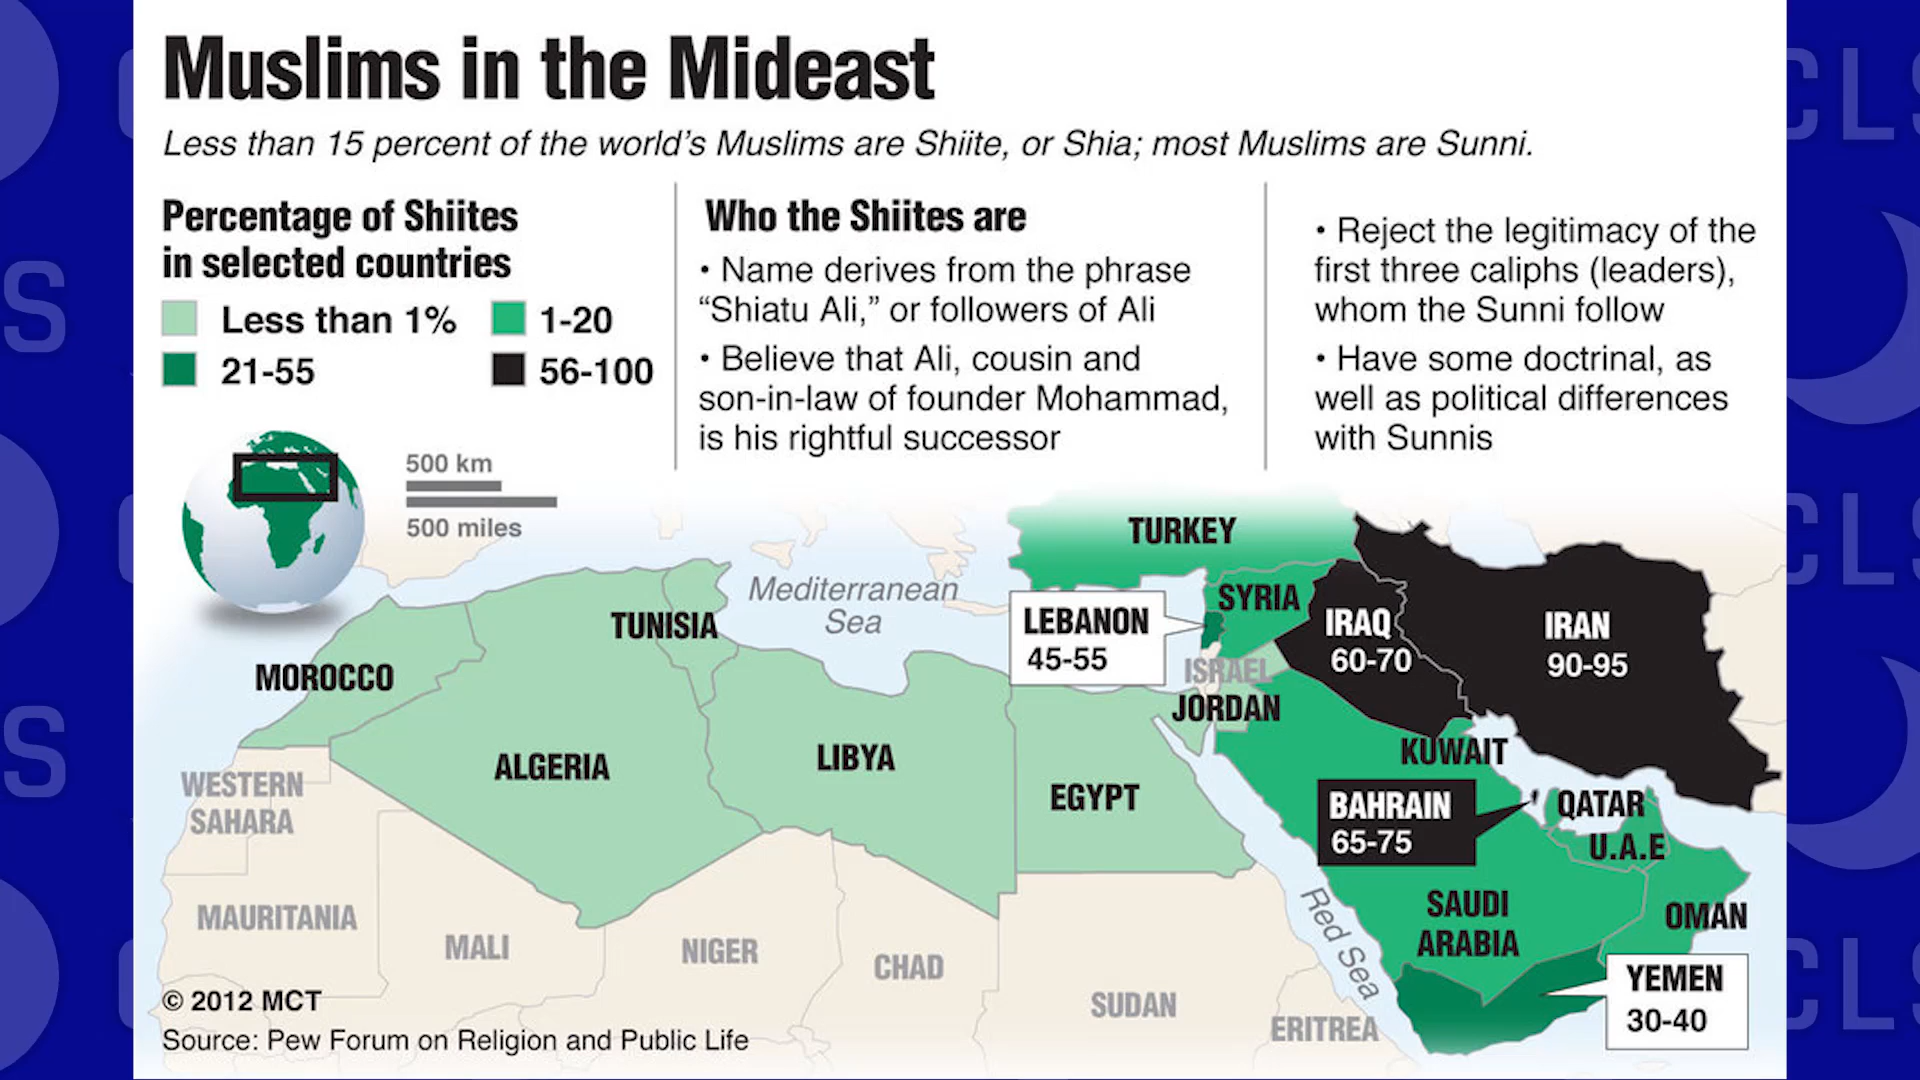 Muslims in the Mideast
Less than 15 percent of the world's Muslims are Shiite, or Shia; most Muslims are Sunni.
Percentage of Shiites
in selected countries
Less than 1%
1-20
21-55
56-100
Who the Shiites are
• Name derives from the phrase
“Shiatu Ali,” or followers of Ali
• Believe that Ali, cousin and
son-in-law of founder Mohammad,
is his rightful successor
• Reject the legitimacy of the
first three caliphs (leaders),
whom the Sunni follow
• Have some doctrinal, as
well as political differences
with Sunnis
500 km
500 miles
TURKEY
Mediterranean
Sea
SYRIA
LEBANON
45-55
IRAQ
60-70
IRAN
90-95
TUNISIA
MOROCCO
ISRAEL
JORDAN
ALGERIA
LIBYA
EGYPT
KUWAIT
WESTERN
SAHARA
BAHRAIN
65-75
QATAR
U.A.E
SAUDI
ARABIA
OMAN
Red Sea
MAURITANIA
MALI
NIGER
CHAD
SUDAN
ERITREA
YEMEN
30-40
© 2012 MCT
Source: Pew Forum on Religion and Public Life